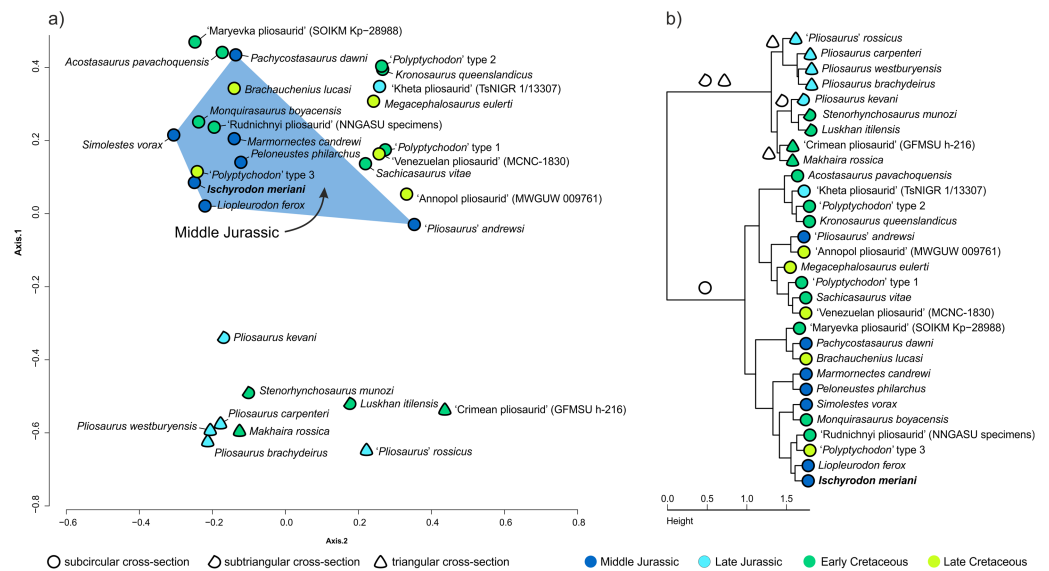 a)
'Maryevka pliosaurid' (SOIKM Kp−28988)
Acostasaurus pavachoquensis
Pachycostasaurus dawni
'Polyptychodon' type 2
Kronosaurus queenslandicus
'Kheta pliosaurid' (TsNIGR 1/13307)
Brachauchenius lucasi
Megacephalosaurus eulerti
Monquirasaurus boyacensis
'Rudnichnyi pliosaurid' (NNGASU specimens)
Simolestes vorax
Marmornectes candrewi
Peloneustes philarchus
'Polyptychodon' type 1
'Venezuelan pliosaurid' (MCNC-1830)
Sachicasaurus vitae
'Polyptychodon' type 3
Ischyrodon meriani
Liopleurodon ferox
'Annopol pliosaurid' (MWGUW 009761)
Middle Jurassic
'Pliosaurus' andrewsi
Pliosaurus kevani
Stenorhynchosaurus munozi
Luskhan itilensis
'Crimean pliosaurid' (GFMSU h-216)
Pliosaurus carpenteri
Pliosaurus westburyensis
Makhaira rossica
Pliosaurus brachydeirus
'Pliosaurus' rossicus
Axis.1
0.4
0.2
0.0
−0.2
−0.4
−0.6
−0.8
−0.6
−0.4
−0.2
0.0
0.2
0.4
0.6
0.8
Axis.2
b)
'Pliosaurus' rossicus
Pliosaurus carpenteri
Pliosaurus westburyensis
Pliosaurus brachydeirus
Pliosaurus kevani
Stenorhynchosaurus munozi
Luskhan itilensis
'Crimean pliosaurid' (GFMSU h-216)
Makhaira rossica
Acostasaurus pavachoquensis
'Kheta pliosaurid' (TsNIGR 1/13307)
'Polyptychodon' type 2
Kronosaurus queenslandicus
'Pliosaurus' andrewsi
'Annopol pliosaurid' (MWGUW 009761)
Megacephalosaurus eulerti
'Polyptychodon' type 1
Sachicasaurus vitae
'Venezuelan pliosaurid' (MCNC-1830)
'Maryevka pliosaurid' (SOIKM Kp−28988)
Pachycostasaurus dawni
Brachauchenius lucasi
Marmornectes candrewi
Peloneustes philarchus
Simolestes vorax
Monquirasaurus boyacensis
'Rudnichnyi pliosaurid' (NNGASU specimens)
'Polyptychodon' type 3
Liopleurodon ferox
Ischyrodon meriani
0.0 0.5 1.0 1.5
Height
subcircular cross-section
subtriangular cross-section
triangular cross-section
Middle Jurassic
Late Jurassic
Early Cretaceous
Late Cretaceous